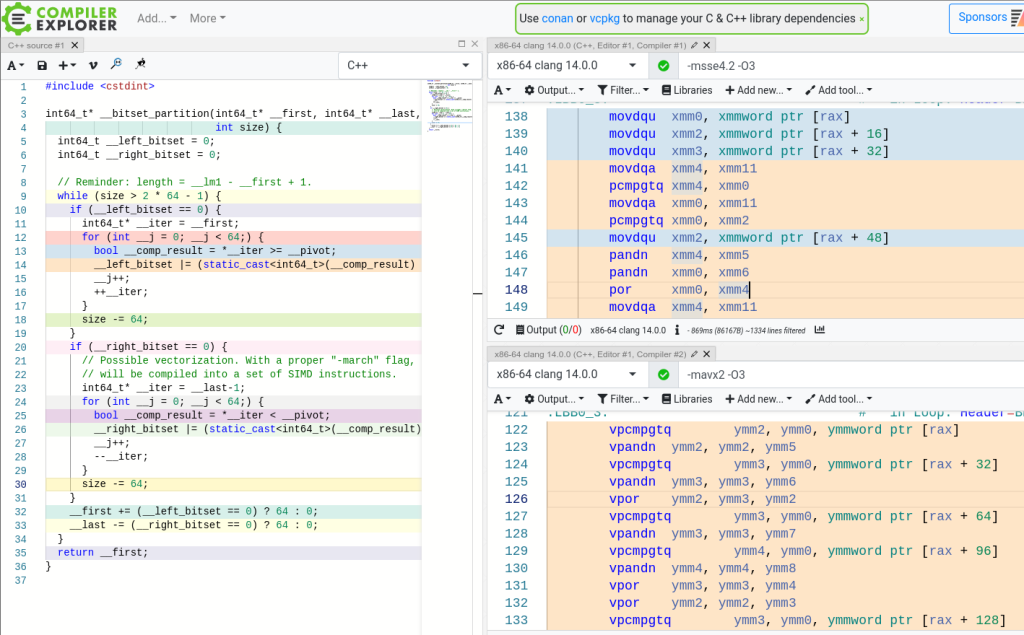 COMPILER
EXPLORER
Add...
More
Use conan or vcpkg to manage your C & C++ library dependencies ×
Sponsors
C++ source #1 ×
A
C++
1 #include <cstdint>
2
3 int64_t* __bitset_partition(int64_t* __first, int64_t* __last,
4 int size) {
5 int64_t __left_bitset = 0;
6 int64_t __right_bitset = 0;
7
8 // Reminder: length = __lm1 - __first + 1.
9 while (size > 2 * 64 - 1) {
10 if (__left_bitset == 0) {
11 int64_t* __iter = __first;
12 for (int __j = 0; __j < 64;) {
13 bool __comp_result = *__iter >= __pivot;
14 __left_bitset |= (static_cast<int64_t>(__comp_result)
15 __j++;
16 ++__iter;
17 }
18 size -= 64;
19 }
20 if (__right_bitset == 0) {
21 // Possible vectorization. With a proper "-march" flag,
22 // will be compiled into a set of SIMD instructions.
23 int64_t* __iter = __last-1;
24 for (int __j = 0; __j < 64;) {
25 bool __comp_result = *__iter < __pivot;
26 __right_bitset |= (static_cast<int64_t>(__comp_result)
27 __j++;
28 --__iter;
29 }
30 size -= 64;
31 }
32 __first += (__left_bitset == 0) ? 64 : 0;
33 __last -= (__right_bitset == 0) ? 64 : 0;
34 }
35 return __first;
36 }
37
x86-64 clang 14.0.0 (C++, Editor #1, Compiler #1) ×
x86-64 clang 14.0.0
-msse4.2 -O3
A Output... Filter... Libraries + Add new... Add tool...
138 movdqu xmm0, xmmword ptr [rax]
139 movdqu xmm2, xmmword ptr [rax + 16]
140 movdqu xmm3, xmmword ptr [rax + 32]
141 movdqa xmm4, xmm11
142 pcmpgtq xmm4, xmm0
143 movdqa xmm0, xmm11
144 pcmpgtq xmm0, xmm2
145 movdqu xmm2, xmmword ptr [rax + 48]
146 pandn xmm4, xmm5
147 pandn xmm0, xmm6
148 por xmm0, xmm4
149 movdqa xmm4, xmm11
Output (0/0) x86-64 clang 14.0.0 i - 869ms (86167B) ~1334 lines filtered
x86-64 clang 14.0.0 (C++, Editor #1, Compiler #2) ×
x86-64 clang 14.0.0
-mavx2 -O3
A Output... Filter... Libraries + Add new... Add tool...
121 .LBB0_3: # in Loop: Header=B
122 vpcmpgtq ymm2, ymm0, ymmword ptr [rax]
123 vpandn ymm2, ymm2, ymm5
124 vpcmpgtq ymm3, ymm0, ymmword ptr [rax + 32]
125 vpandn ymm3, ymm3, ymm6
126 vpor ymm2, ymm3, ymm2
127 vpcmpgtq ymm3, ymm0, ymmword ptr [rax + 64]
128 vpandn ymm3, ymm3, ymm7
129 vpcmpgtq ymm4, ymm0, ymmword ptr [rax + 96]
130 vpandn ymm4, ymm4, ymm8
131 vpor ymm3, ymm3, ymm4
132 vpor ymm2, ymm2, ymm3
133 vpcmpgtq ymm3, ymm0, ymmword ptr [rax + 128]